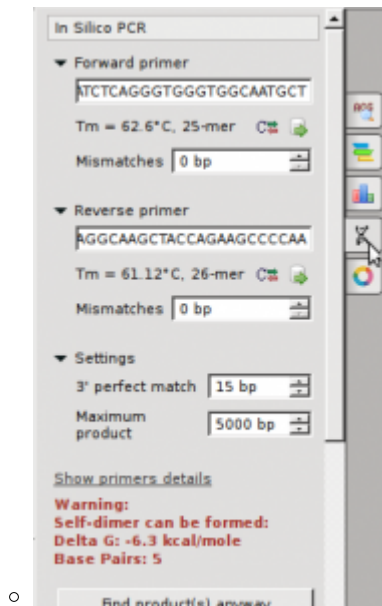 In Silico PCR
Forward primer
ATCTCAGGGTGGGTGGCAATGCT
Tm = 62.6°C, 25-mer
Mismatches 0 bp
Reverse primer
AGGCAAGCTACCAGAAGCCCCAA
Tm = 61.12°C, 26-mer
Mismatches 0 bp
Settings
3' perfect match 15 bp
Maximum product 5000 bp
Show primers details
Warning:
Self-dimer can be formed:
Delta G: -6.3 kcal/mole
Base Pairs: 5
Find product(s) anyway